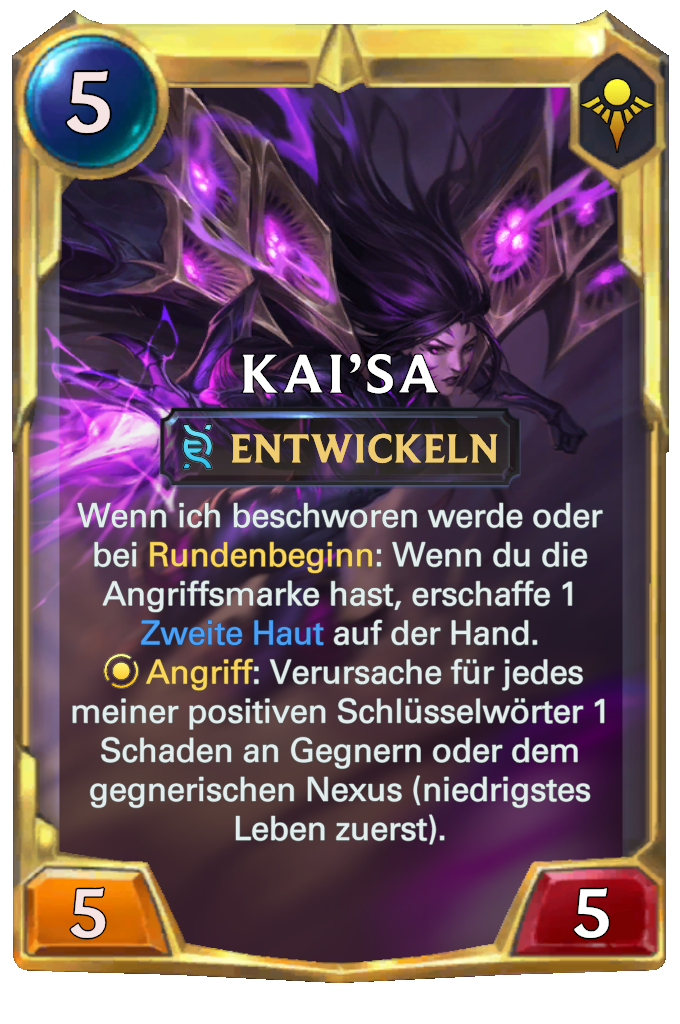 5
KAI'SA
ENTWICKELN
Wenn ich beschworen werde oder
bei Rundenbeginn: Wenn du die
Angriffsmarke hast, erschaffe 1
Zweite Haut auf der Hand.
Angriff: Verursache für jedes
meiner positiven Schlüsselwörter 1
Schaden an Gegnern oder dem
gegnerischen Nexus (niedrigstes
Leben zuerst).
5
5